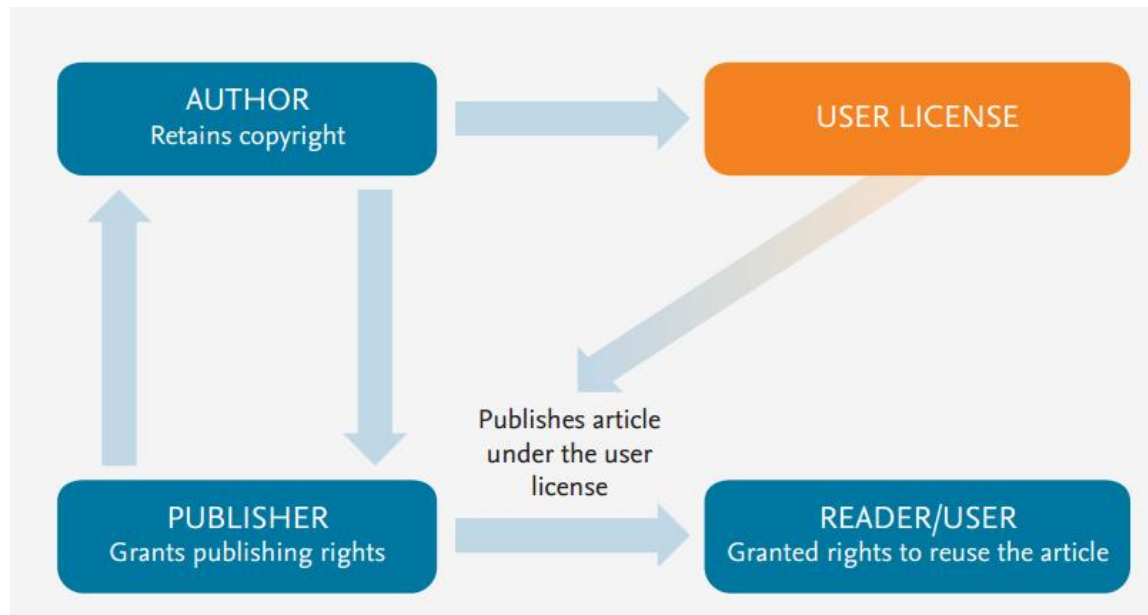 AUTHOR
Retains copyright
USER LICENSE
Publishes article
under the user
license
PUBLISHER
Grants publishing rights
READER/USER
Granted rights to reuse the article